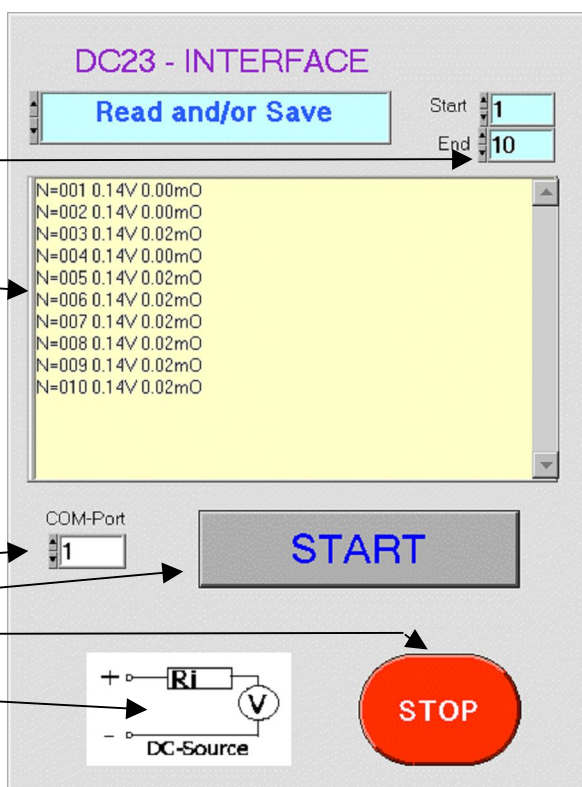 DC23 - INTERFACE
Read and/or Save
Start 1
End 10
N=001 0.14V 0.00mO
N=002 0.14V 0.00mO
N=003 0.14V 0.02mO
N=004 0.14V 0.00mO
N=005 0.14V 0.02mO
N=006 0.14V 0.02mO
N=007 0.14V 0.02mO
N=008 0.14V 0.02mO
N=009 0.14V 0.02mO
N=010 0.14V 0.02mO
COM-Port
1
START
+ Ri
V
-
DC-Source
STOP